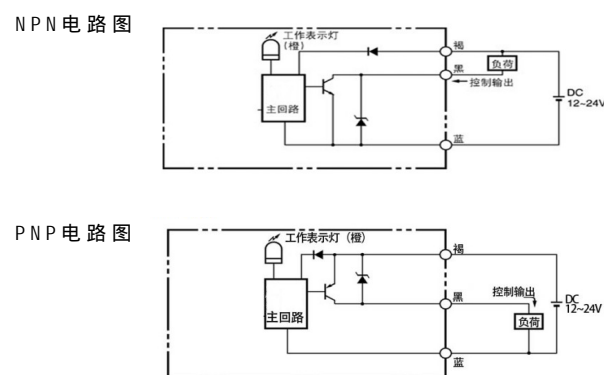 NPN电路图
工作表示灯
(橙)
褐
负荷
黑
控制输出
主回路
DC
12~24V
蓝
PNP电路图
工作表示灯(橙)
褐
黑
控制输出
DC
12~24V
主回路
负荷
蓝